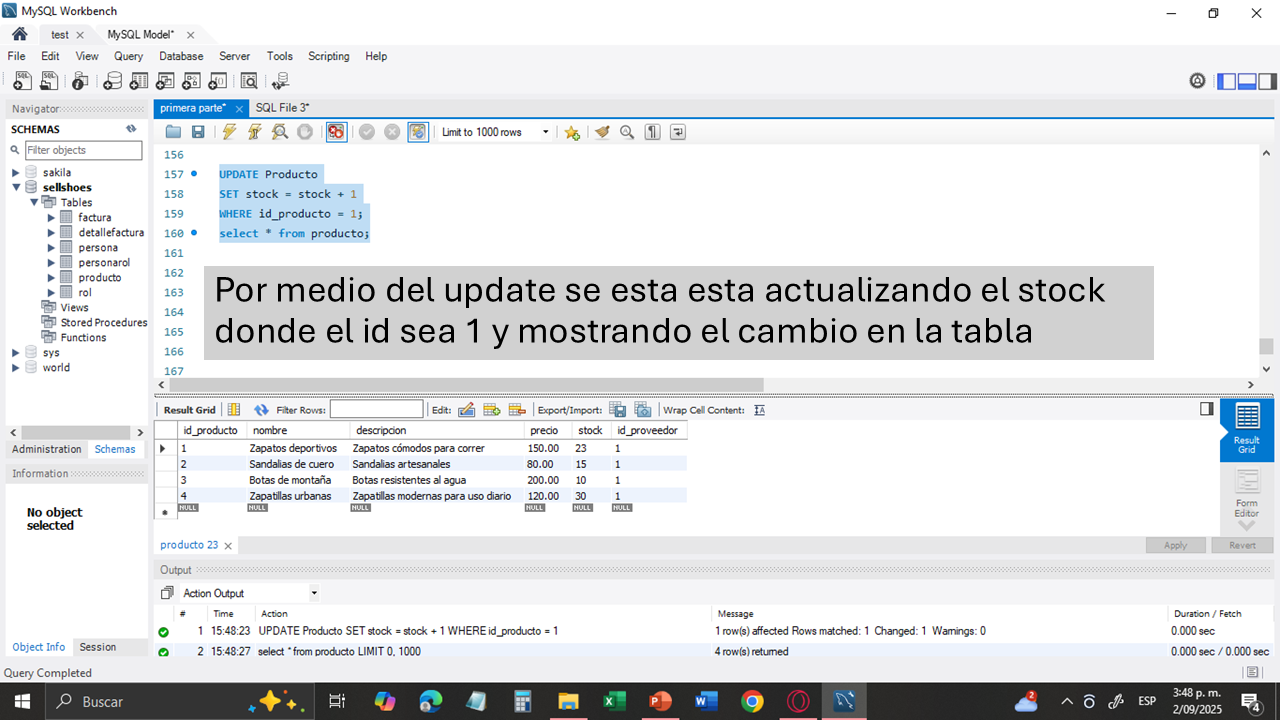 MySQL Workbench
test
MySQL Model*
File Edit View Query Database Server Tools Scripting Help
Navigator
SCHEMAS
Filter objects
sakila
sellshoes
Tables
factura
detallefactura
persona
personarol
producto
rol
Views
Stored Procedures
Functions
sys
world
Administration Schemas
Information
No object
selected
Object Info Session
primera parte* SQL File 3*
Limit to 1000 rows
156
157 UPDATE Producto
158 SET stock = stock + 1
159 WHERE id_producto = 1;
160 select * from producto;
161
162
163
164
165
166
167
Por medio del update se esta esta actualizando el stock
donde el id sea 1 y mostrando el cambio en la tabla
Result Grid Filter Rows: Edit: Export/Import: Wrap Cell Content:
id_producto nombre descripcion precio stock id_proveedor
1 Zapatos deportivos Zapatos cómodos para correr 150.00 23 1
2 Sandalias de cuero Sandalias artesanales 80.00 15 1
3 Botas de montaña Botas resistentes al agua 200.00 10 1
4 Zapatillas urbanas Zapatillas modernas para uso diario 120.00 30 1
NULL NULL NULL NULL NULL NULL
Result
Grid
Form
Editor
producto 23
Apply Revert
Output
Action Output
# Time Action Message Duration / Fetch
1 15:48:23 UPDATE Producto SET stock = stock + 1 WHERE id_producto = 1 1 row(s) affected Rows matched: 1 Changed: 1 Warnings: 0 0.000 sec
2 15:48:27 select * from producto LIMIT 0, 1000 4 row(s) returned 0.000 sec / 0.000 sec
Query Completed
Buscar
2
ESP
3:48 p. m.
2/09/2025
4